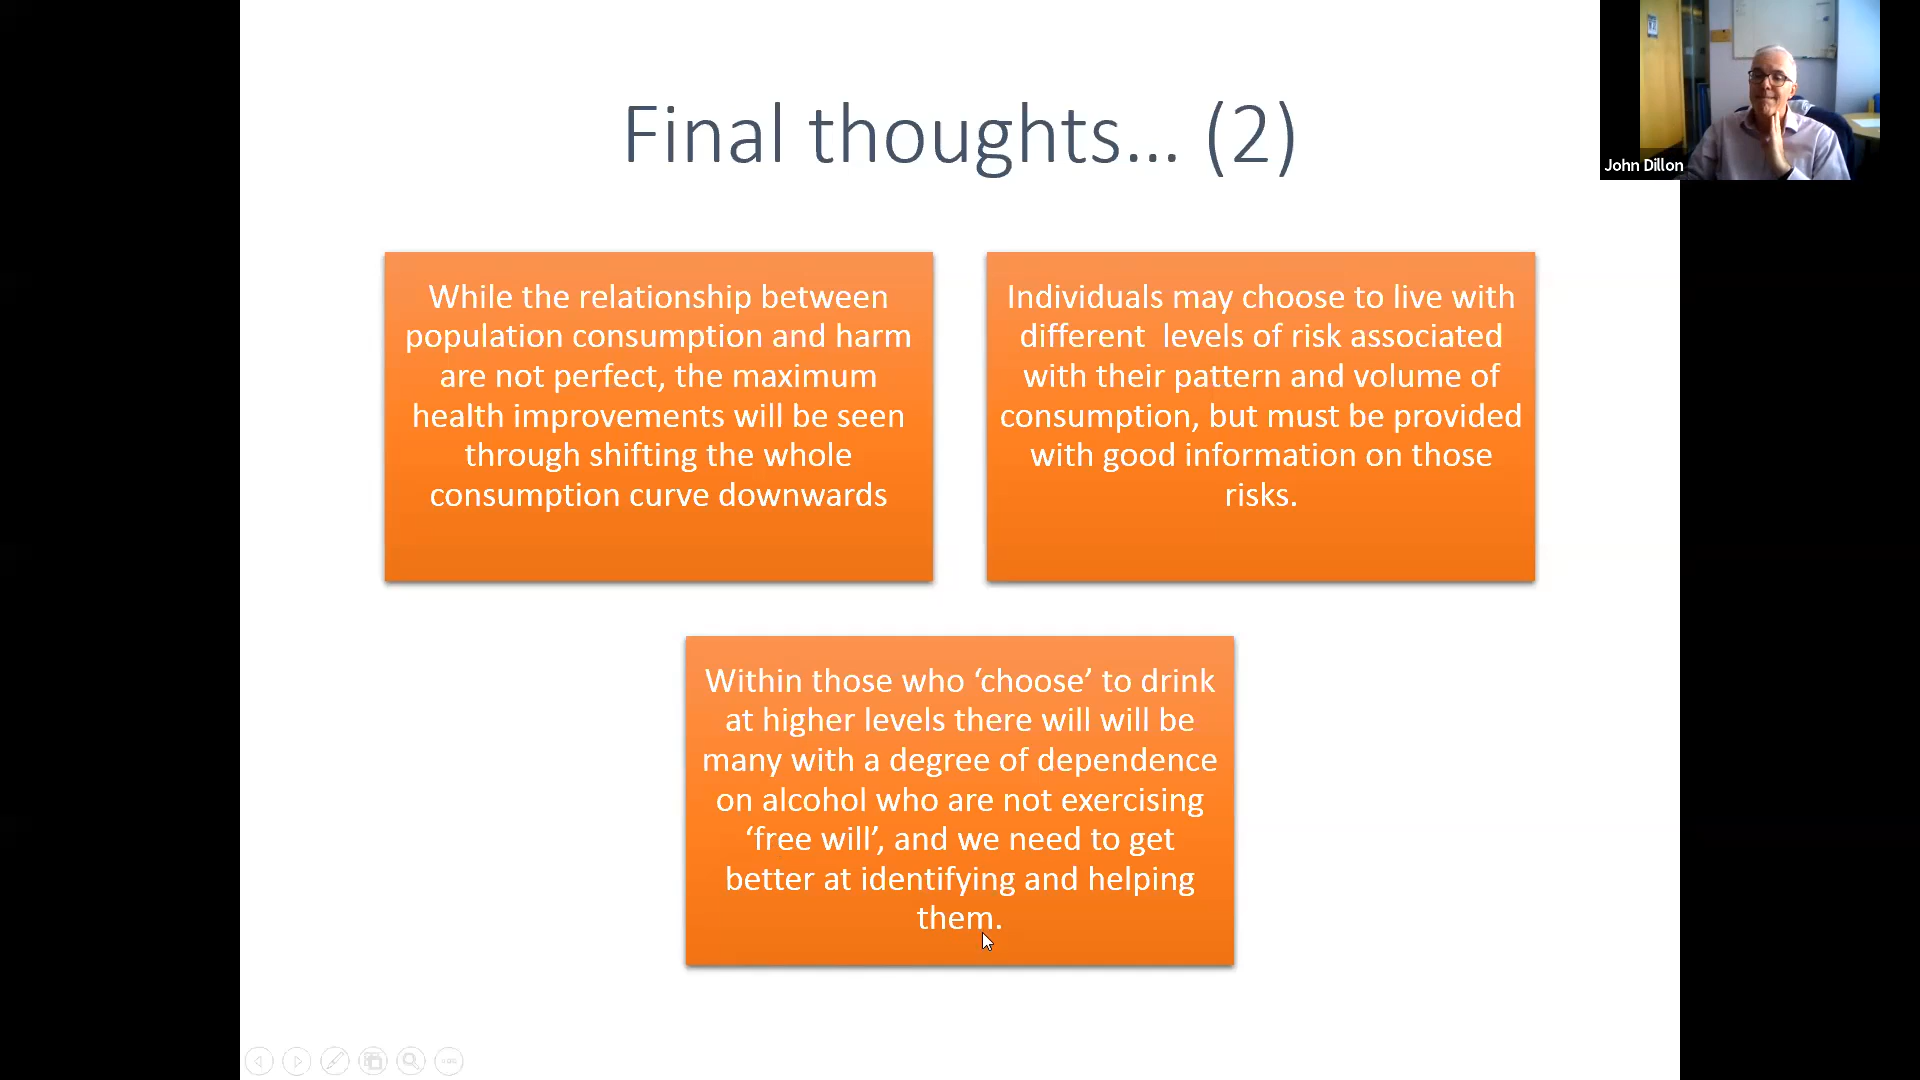 Final thoughts... (2)
John Dillon
While the relationship between
population consumption and harm
are not perfect, the maximum
health improvements will be seen
through shifting the whole
consumption curve downwards
Individuals may choose to live with
different  levels of risk associated
with their pattern and volume of
consumption, but must be provided
with good information on those
risks.
Within those who ‘choose’ to drink
at higher levels there will will be
many with a degree of dependence
on alcohol who are not exercising
‘free will’, and we need to get
better at identifying and helping
them.